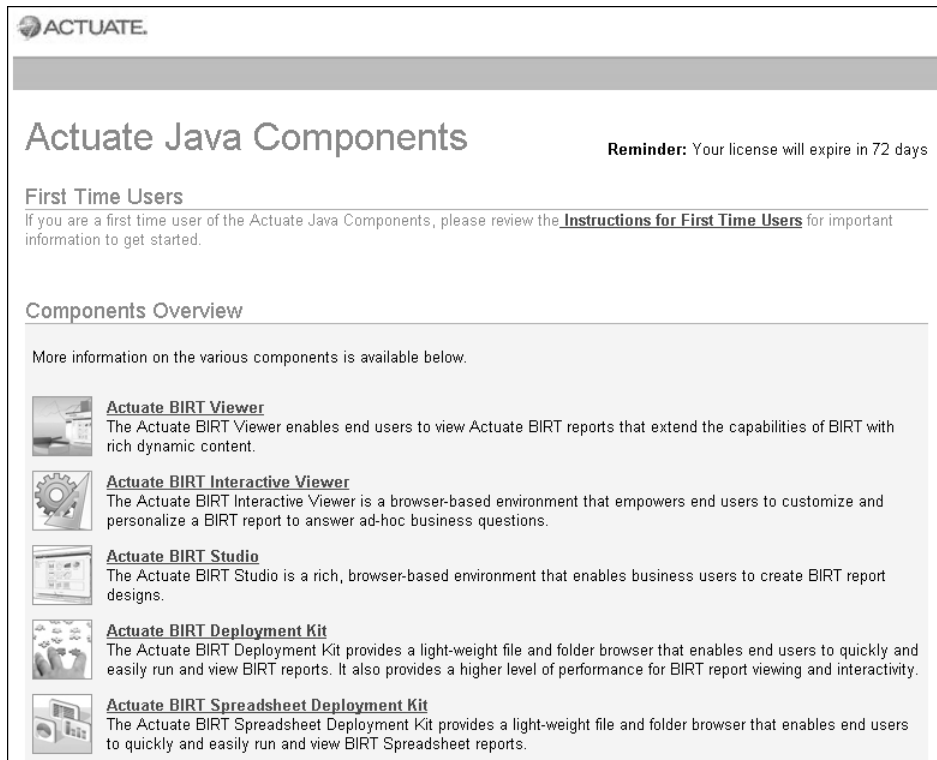 ACTUATE.
Actuate Java Components
Reminder: Your license will expire in 72 days
First Time Users
If you are a first time user of the Actuate Java Components, please review the Instructions for First Time Users for important
information to get started.
Components Overview
More information on the various components is available below.
Actuate BIRT Viewer
The Actuate BIRT Viewer enables end users to view Actuate BIRT reports that extend the capabilities of BIRT with
rich dynamic content.
Actuate BIRT Interactive Viewer
The Actuate BIRT Interactive Viewer is a browser-based environment that empowers end users to customize and
personalize a BIRT report to answer ad-hoc business questions.
Actuate BIRT Studio
The Actuate BIRT Studio is a rich, browser-based environment that enables business users to create BIRT report
designs.
Actuate BIRT Deployment Kit
The Actuate BIRT Deployment Kit provides a light-weight file and folder browser that enables end users to quickly and
easily run and view BIRT reports. It also provides a higher level of performance for BIRT report viewing and interactivity.
Actuate BIRT Spreadsheet Deployment Kit
The Actuate BIRT Spreadsheet Deployment Kit provides a light-weight file and folder browser that enables end users
to quickly and easily run and view BIRT Spreadsheet reports.